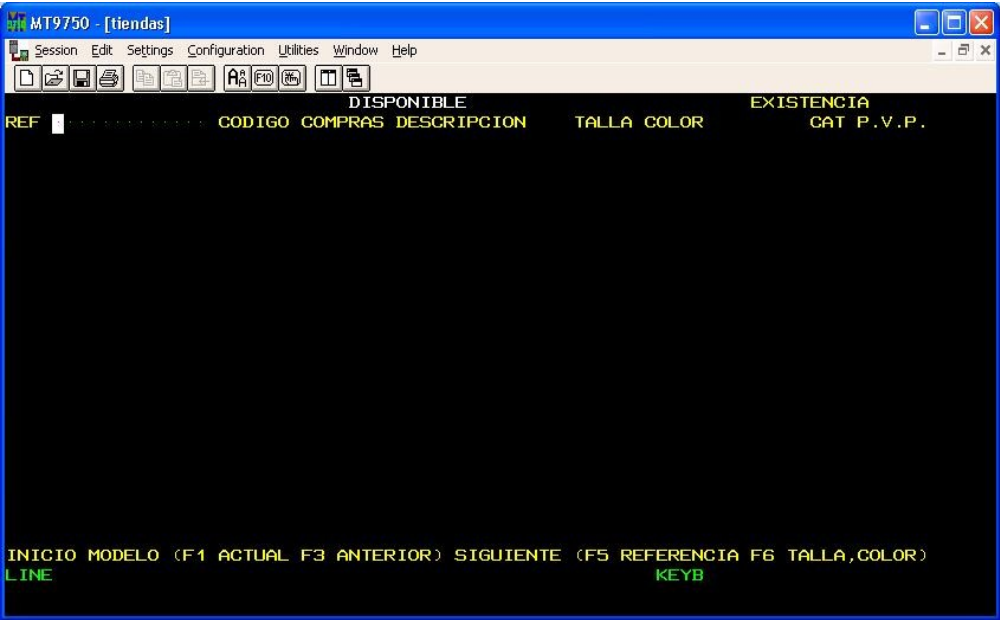 MT9750 - [tiendas]
Session Edit Settings Configuration Utilities Window Help
F10
DISPONIBLE EXISTENCIA
REF CODIGO COMPRAS DESCRIPCION TALLA COLOR CAT P.V.P.
INICIO MODELO (F1 ACTUAL F3 ANTERIOR) SIGUIENTE (F5 REFERENCIA F6 TALLA,COLOR)
LINE KEYB